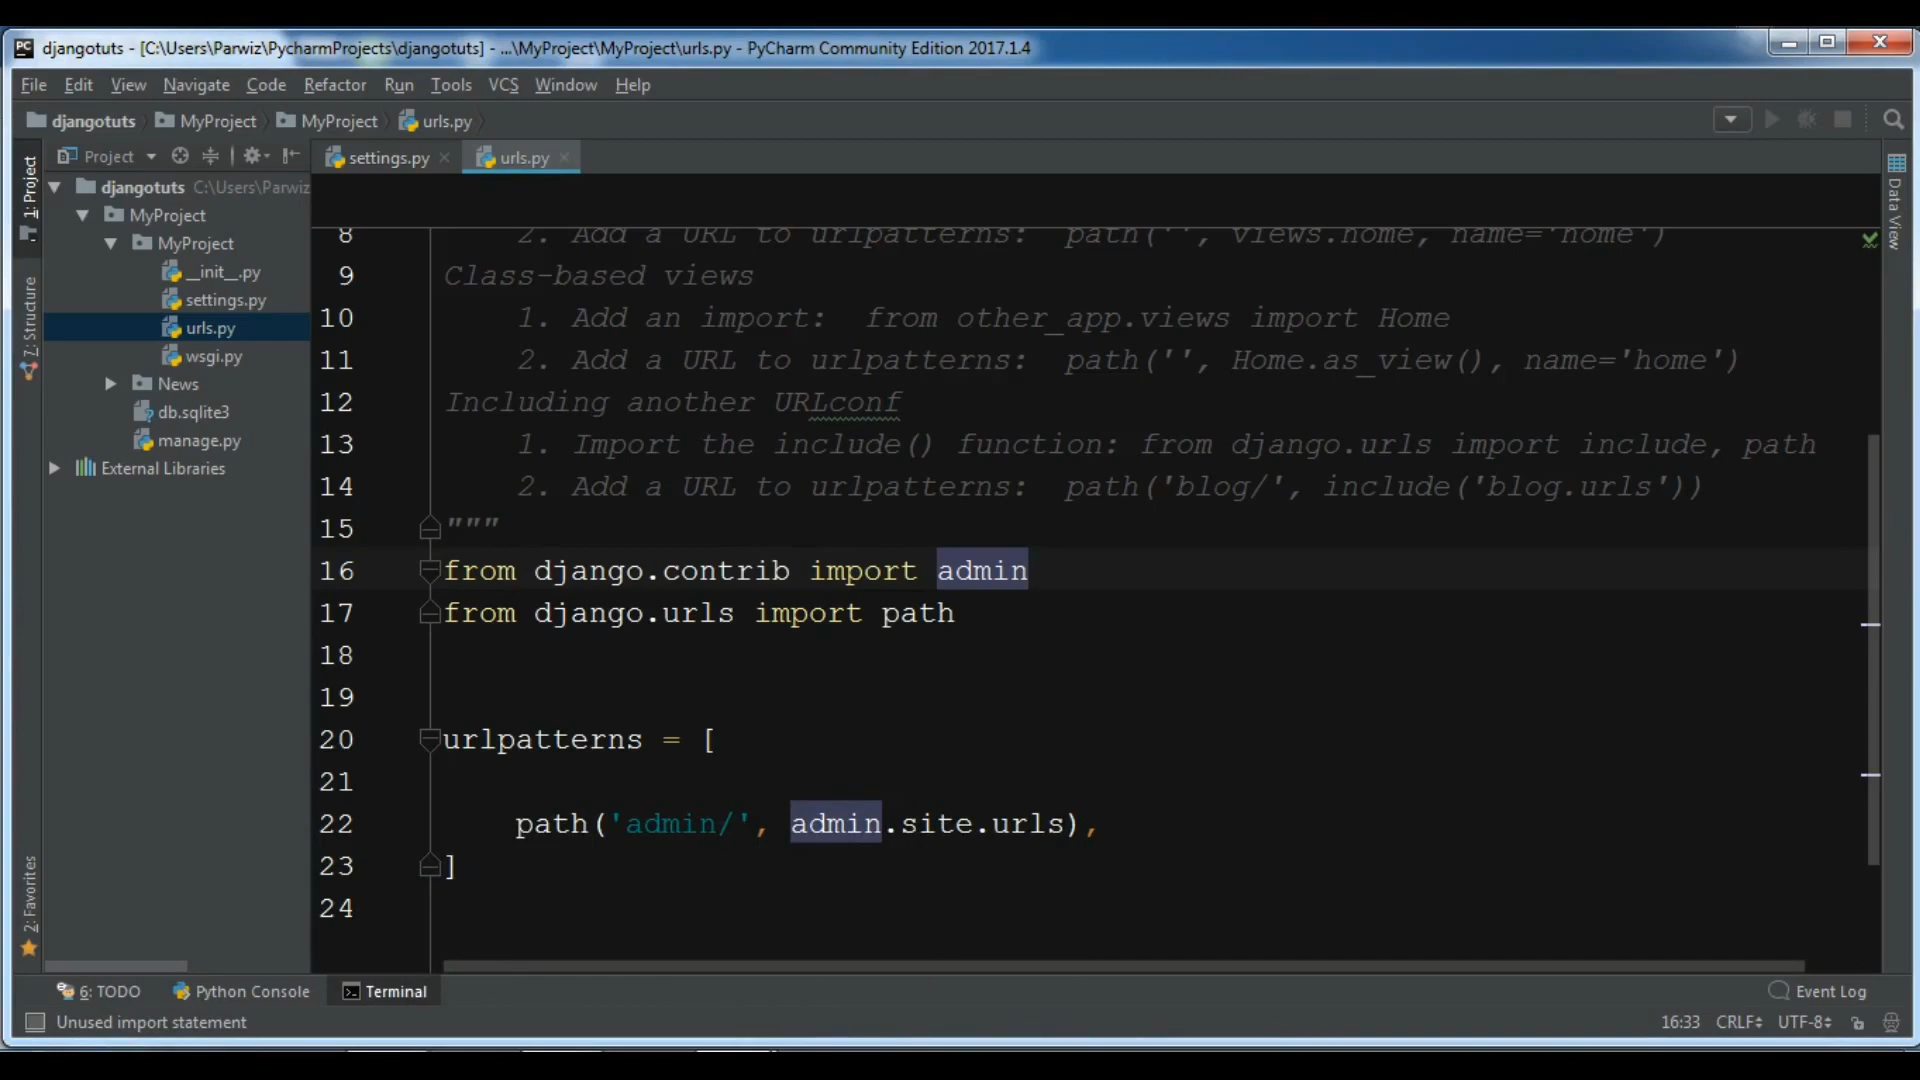 djangotuts - [C:\Users\Parwiz\PycharmProjects\djangotuts] - ...\MyProject\MyProject\urls.py - PyCharm Community Edition 2017.1.4
File Edit View Navigate Code Refactor Run Tools VCS Window Help
djangotuts MyProject MyProject urls.py
1: Project
7: Structure
2: Favorites
Project
djangotuts C:\Users\Parwiz
MyProject
MyProject
__init__.py
settings.py
urls.py
wsgi.py
News
db.sqlite3
manage.py
External Libraries
settings.py urls.py
8 2. Add a URL to urlpatterns: path('', views.home, name='home')
9 Class-based views
10 1. Add an import: from other_app.views import Home
11 2. Add a URL to urlpatterns: path('', Home.as_view(), name='home')
12 Including another URLconf
13 1. Import the include() function: from django.urls import include, path
14 2. Add a URL to urlpatterns: path('blog/', include('blog.urls'))
15 """
16 from django.contrib import admin
17 from django.urls import path
18
19
20 urlpatterns = [
21
22 path('admin/', admin.site.urls),
23 ]
24
Data View
6: TODO Python Console Terminal Event Log
Unused import statement 16:33 CRLF UTF-8